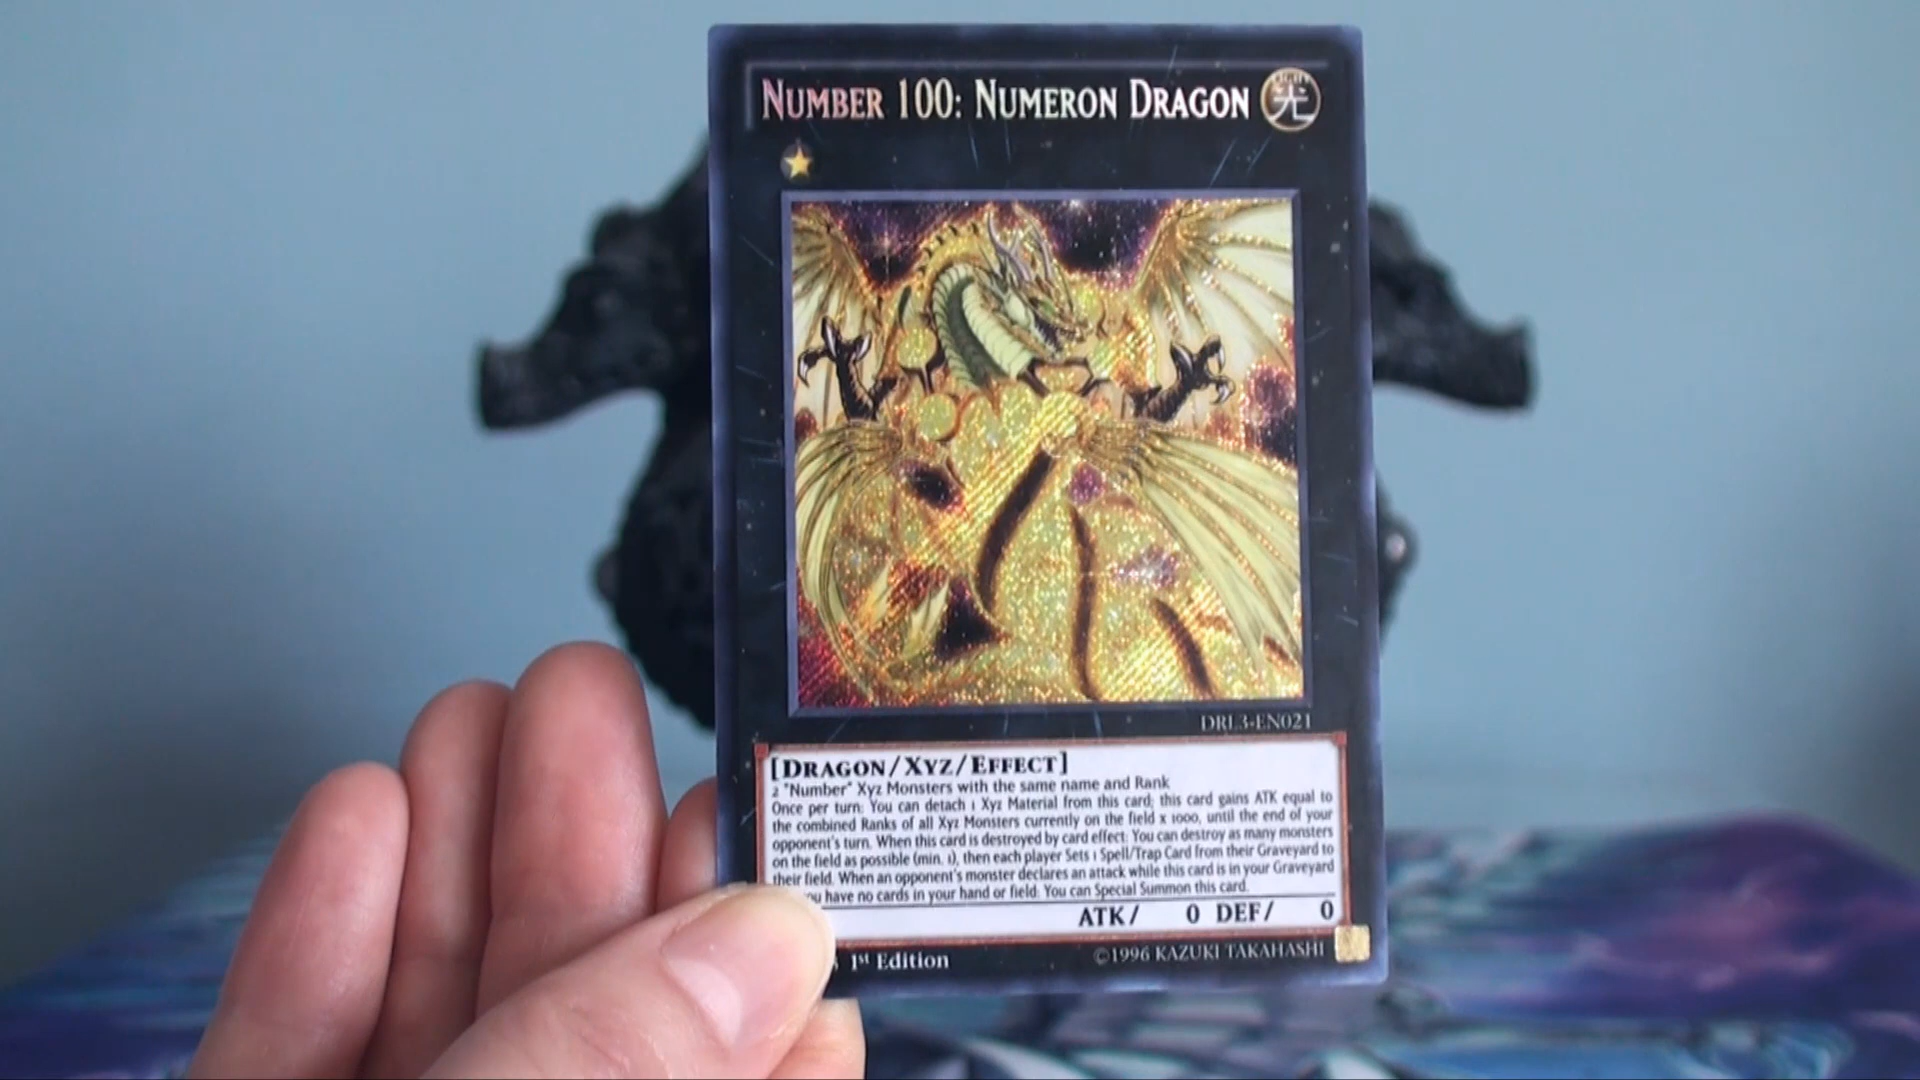 NUMBER 100: NUMERON DRAGON
LIGHT
光
DRL3-EN021
[DRAGON/XYZ/EFFECT]
2 "Number" Xyz Monsters with the same name and Rank
Once per turn: You can detach 1 Xyz Material from this card; this card gains ATK equal to
the combined Ranks of all Xyz Monsters currently on the field x 1000, until the end of your
opponent's turn. When this card is destroyed by card effect: You can destroy as many monsters
on the field as possible (min. 1), then each player Sets 1 Spell/Trap Card from their Graveyard to
their field. When an opponent's monster declares an attack while this card is in your Graveyard
have no cards in your hand or field: You can Special Summon this card.
ATK/ 0 DEF/ 0
1st Edition
©1996 KAZUKI TAKAHASHI